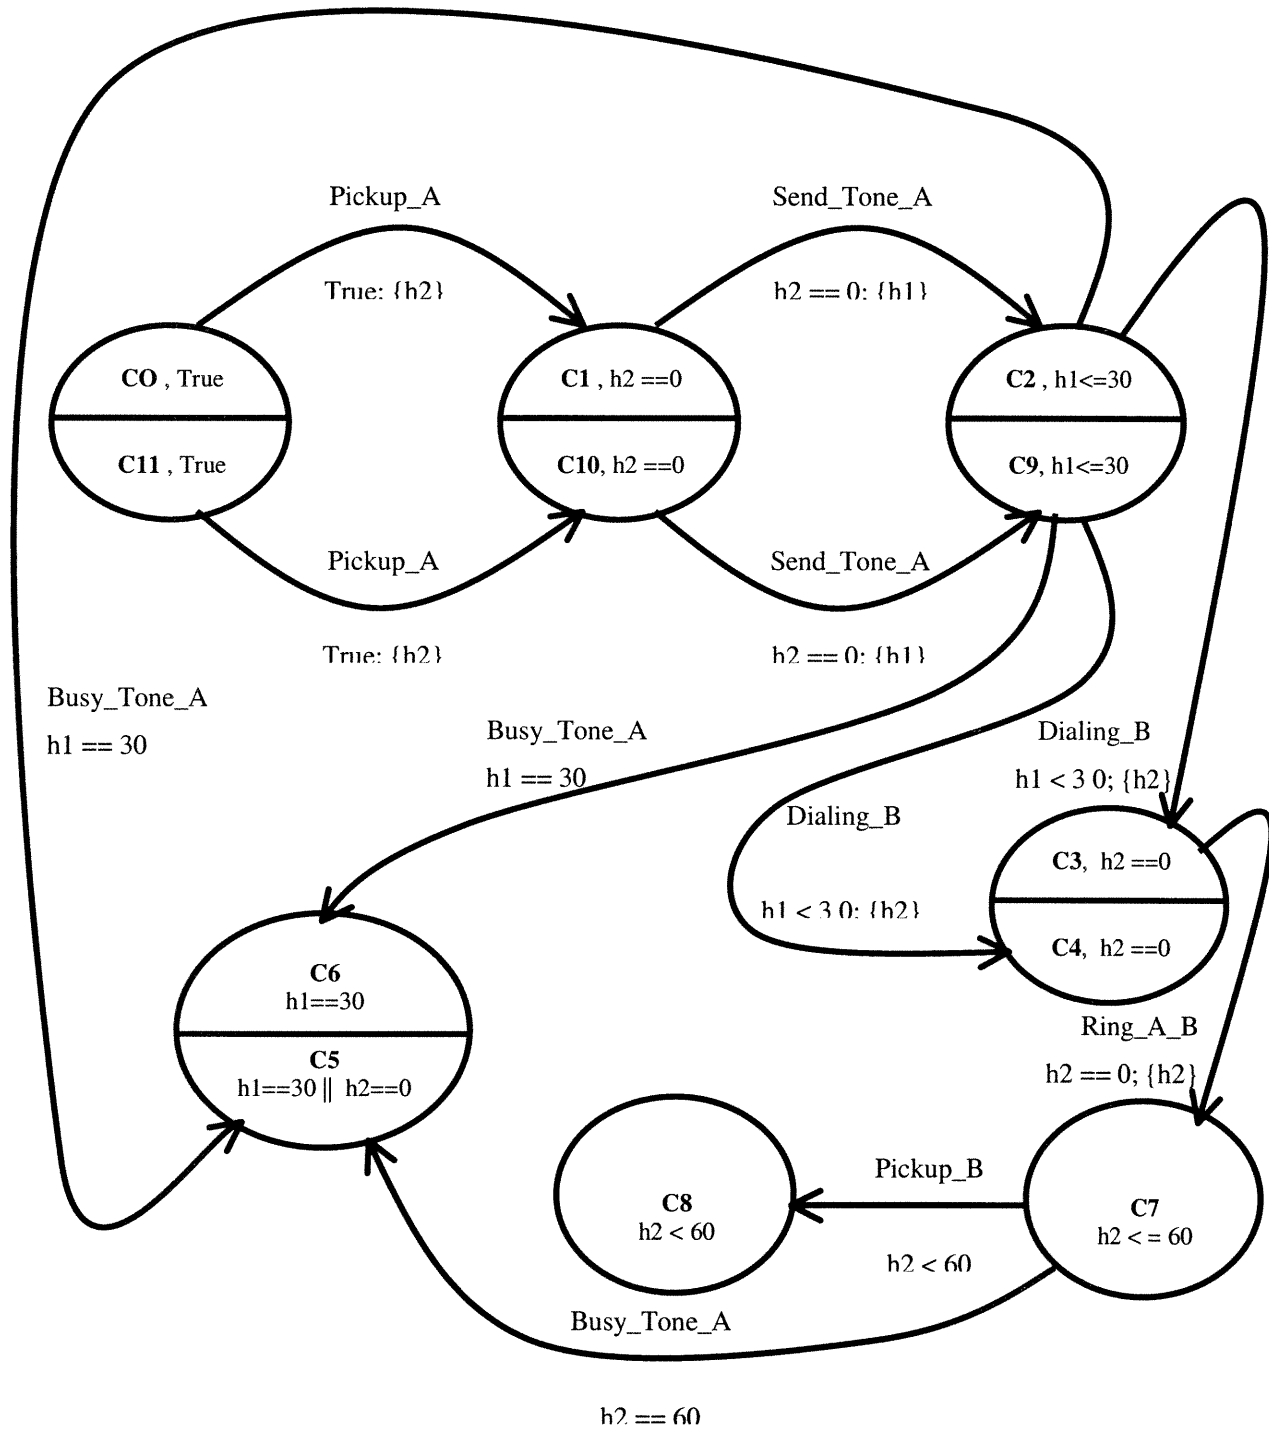 Pickup_A
Send_Tone_A
True: {h2}
h2 == 0: {h1}
CO , True
C1 , h2 ==0
C2 , h1<=30
C11 , True
C10, h2 ==0
C9, h1<=30
Pickup_A
Send_Tone_A
True: {h2}
h2 == 0: {h1}
Busy_Tone_A
h1 == 30
Busy_Tone_A
h1 == 30
Dialing_B
h1 < 3 0; {h2}
Dialing_B
h1 < 3 0: {h2}
C3, h2 ==0
C4, h2 ==0
C6
h1==30
C5
h1==30 || h2==0
Ring_A_B
h2 == 0; {h2}
Pickup_B
C8
h2 < 60
C7
h2 < = 60
h2 < 60
Busy_Tone_A
h2 == 60